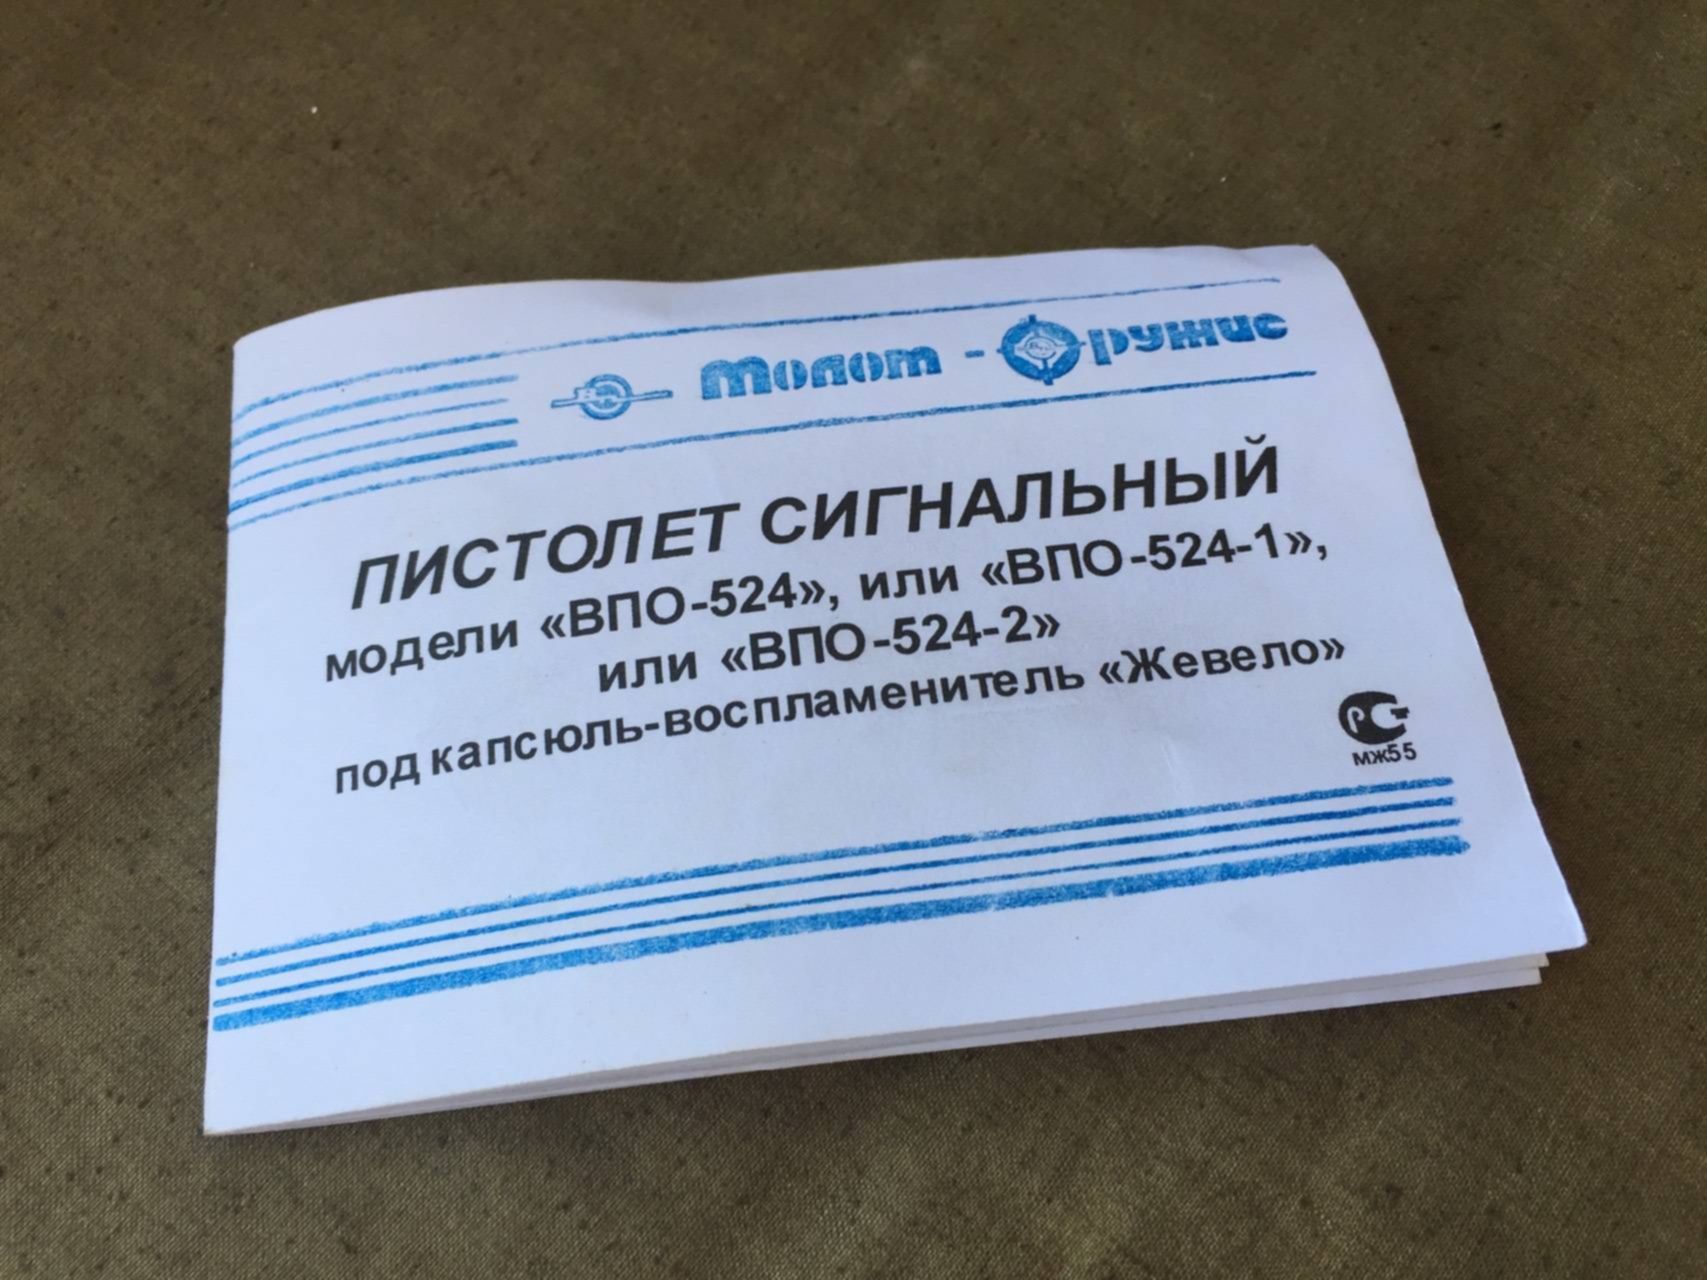 Молот - Оружие
ПИСТОЛЕТ СИГНАЛЬНЫЙ
модели «ВПО-524», или «ВПО-524-1»,
или «ВПО-524-2»
под капсюль-воспламенитель «Жевело»
МЖ55